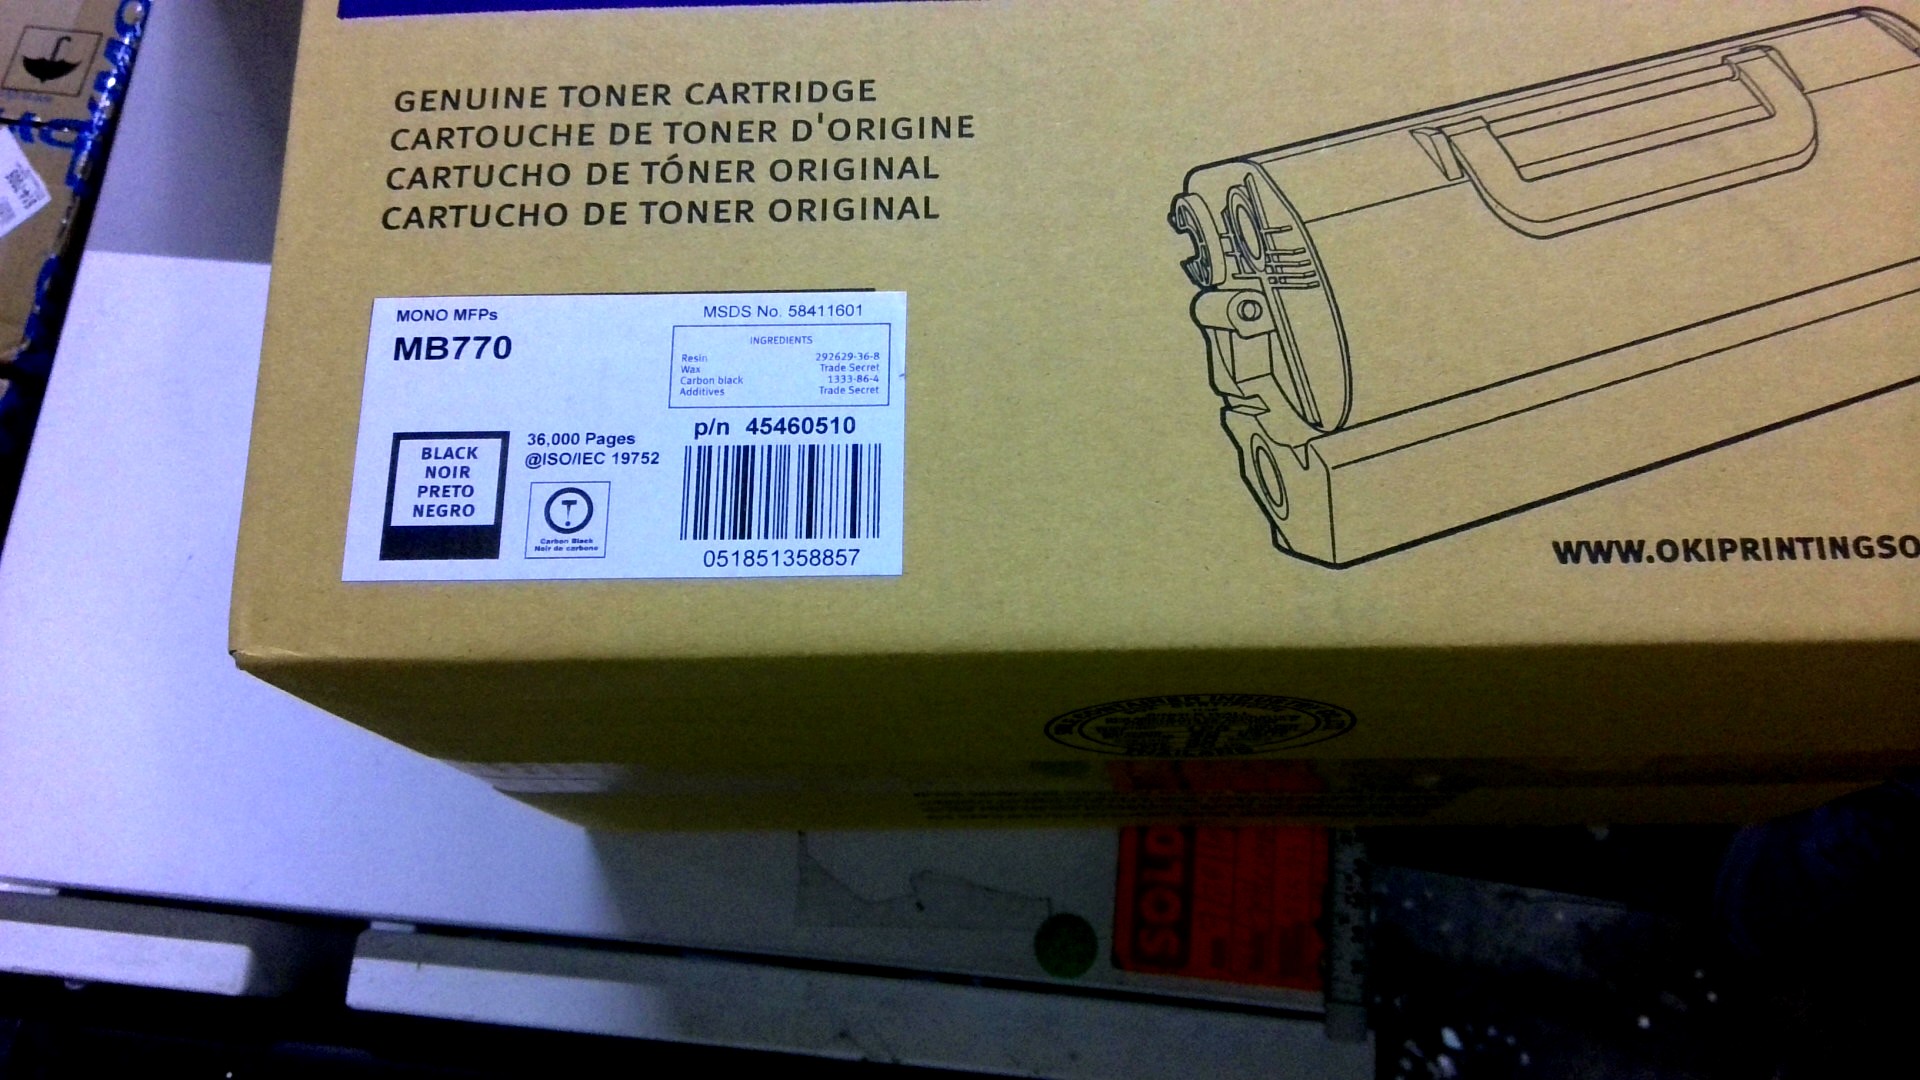 GENUINE TONER CARTRIDGE
CARTOUCHE DE TONER D'ORIGINE
CARTUCHO DE TÓNER ORIGINAL
CARTUCHO DE TONER ORIGINAL
MONO MFPs
MB770
MSDS No. 58411601
INGREDIENTS
Resin 292629-36-8
Wax Trade Secret
Carbon black 1333-86-4
Additives Trade Secret
p/n 45460510
36,000 Pages
@ISO/IEC 19752
BLACK
NOIR
PRETO
NEGRO
T
Carbon Black
Noir de carbone
051851358857
WWW.OKIPRINTINGSO
SOLD